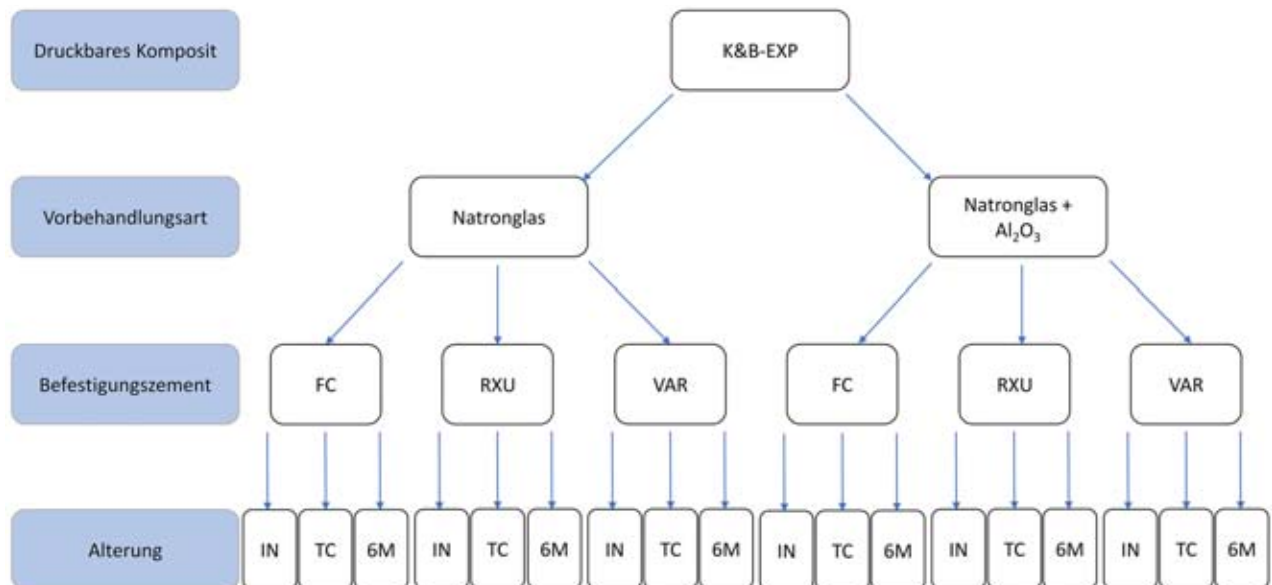 Druckbares Komposit
K&B-EXP
Vorbehandlungsart
Natronglas
Natronglas +
Al₂O₃
Befestigungszement
FC
RXU
VAR
FC
RXU
VAR
Alterung
IN
TC
6M
IN
TC
6M
IN
TC
6M
IN
TC
6M
IN
TC
6M
IN
TC
6M